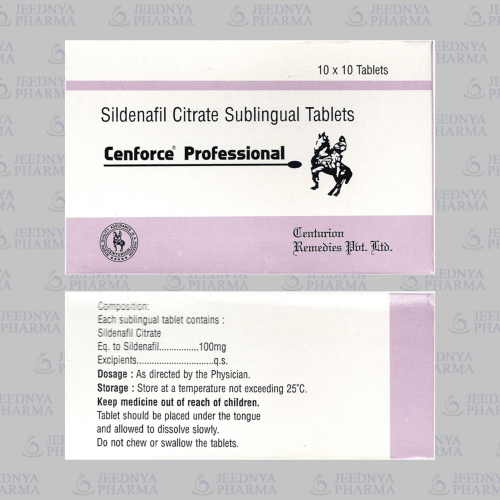 10 x 10 Tablets
Sildenafil Citrate Sublingual Tablets
Cenforce® Professional
Centurion
Remedies Pvt. Ltd.
CENTURION
Composition:
Each sublingual tablet contains :
Sildenafil Citrate
Eq. to Sildenafil...............100mg
Excipients.............................q.s.
Dosage : As directed by the Physician.
Storage : Store at a temperature not exceeding 25°C.
Keep medicine out of reach of children.
Tablet should be placed under the tongue
and allowed to dissolve slowly.
Do not chew or swallow the tablets.
JEEDNYA
PHARMA